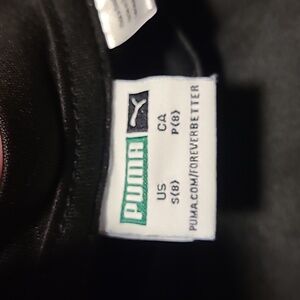 PUMA
US CA
S(8) P(8)
PUMA.COM/FOREVERBETTER